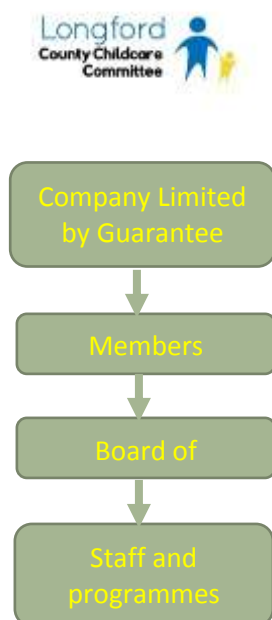 Longford
County Childcare
Committee
Company Limited
by Guarantee
Members
Board of
Staff and
programmes